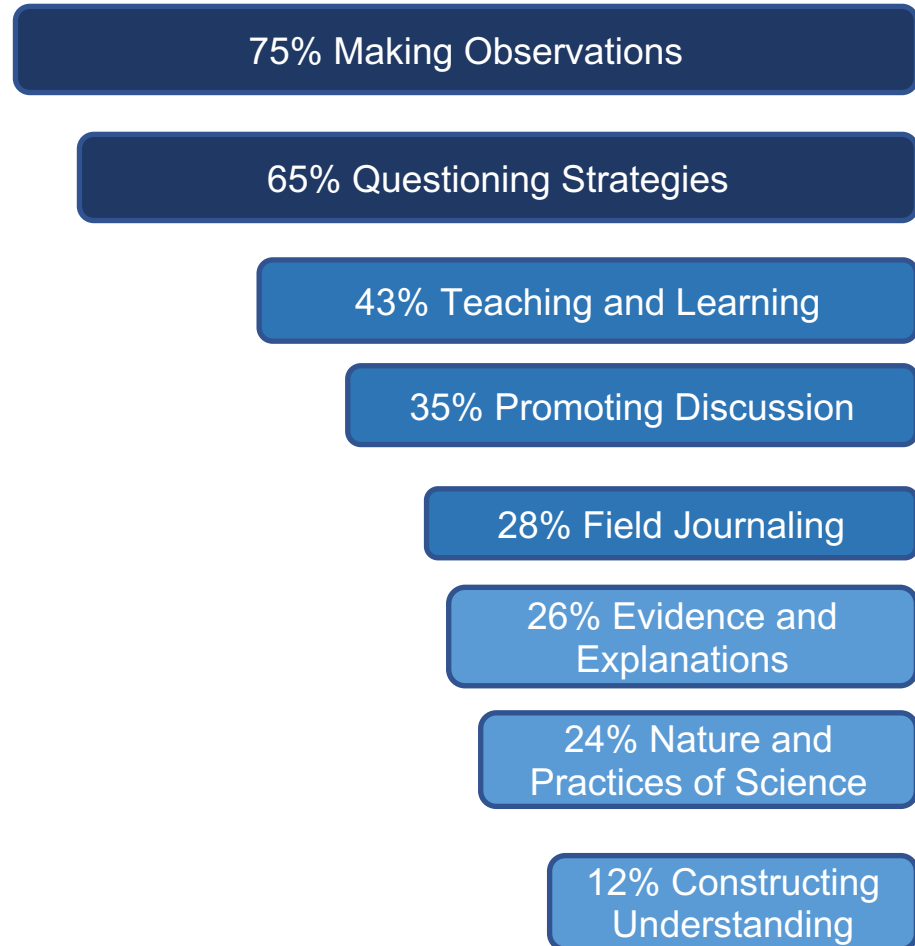 75% Making Observations
65% Questioning Strategies
43% Teaching and Learning
35% Promoting Discussion
28% Field Journaling
26% Evidence and
Explanations
24% Nature and
Practices of Science
12% Constructing
Understanding